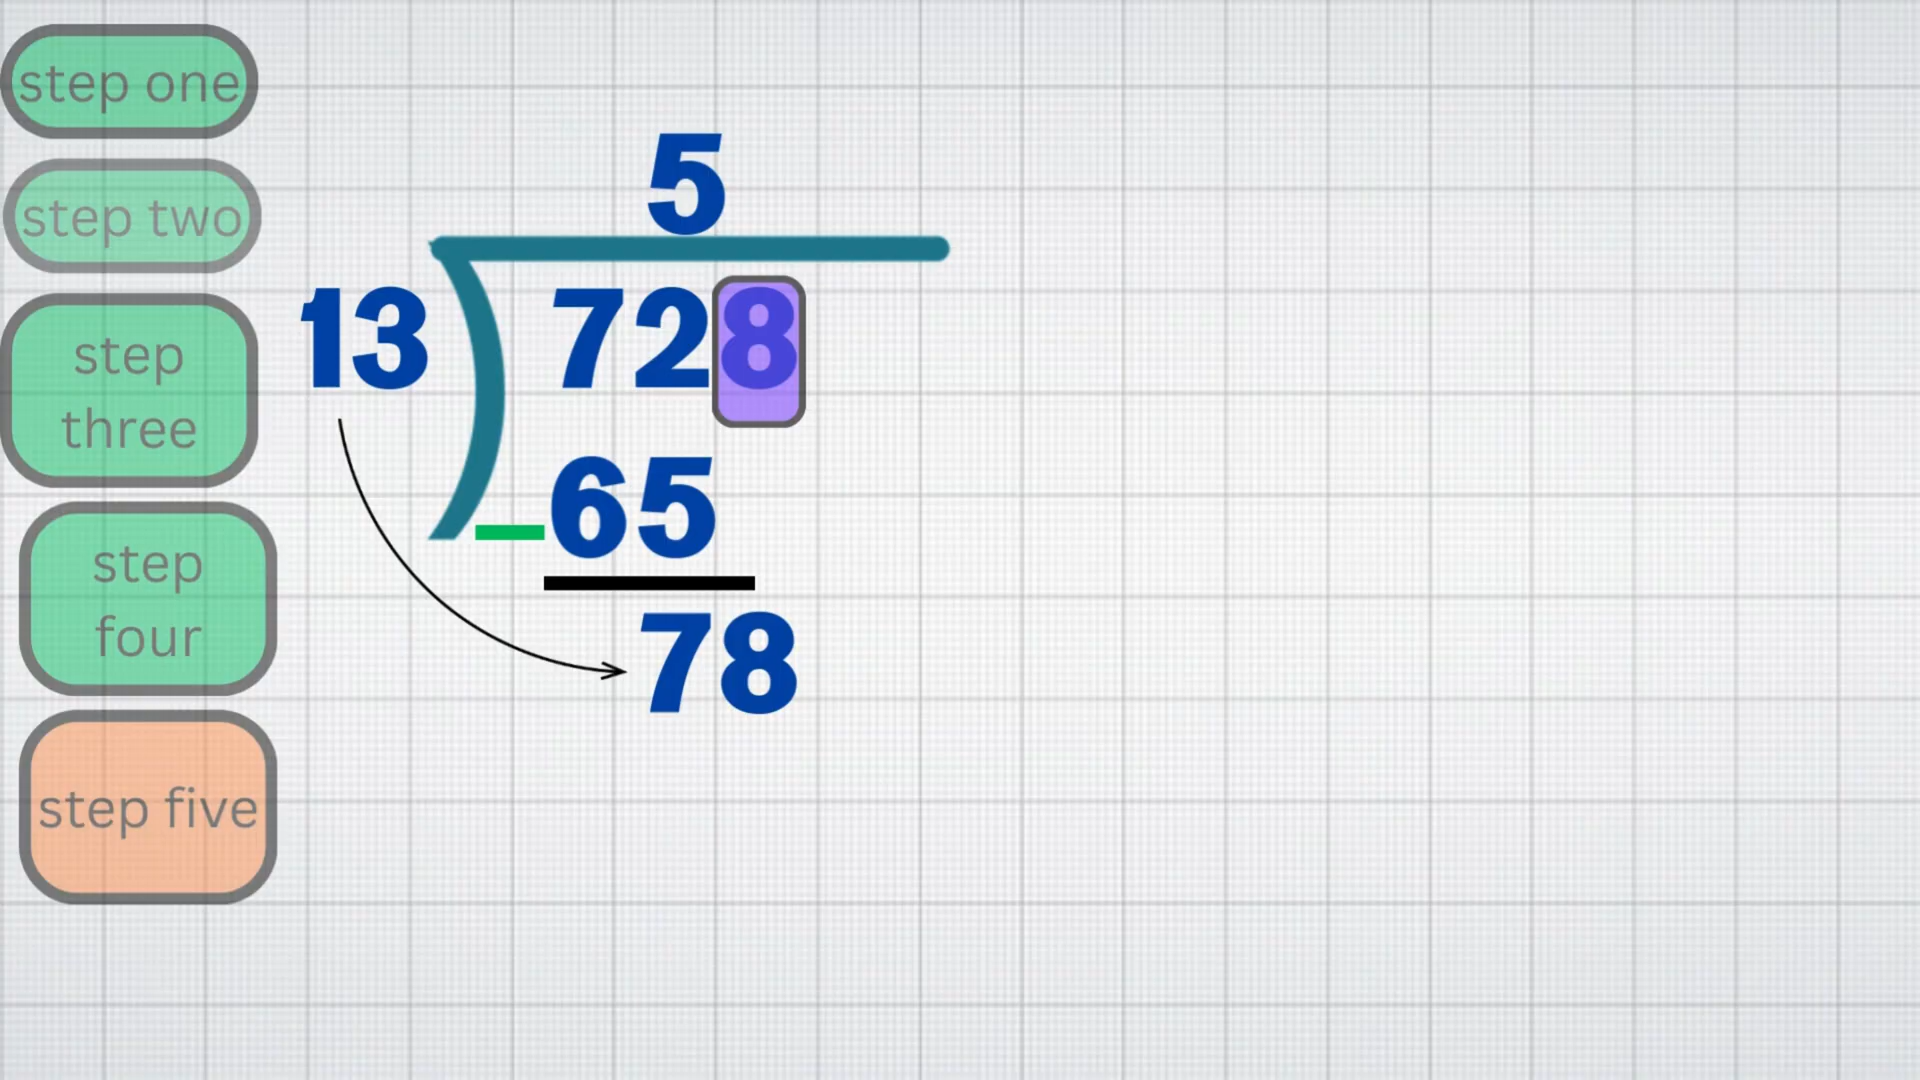 step one
step two
step
three
step
four
step five
5
13 728
65
78